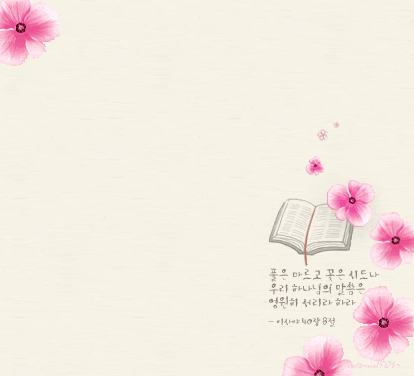 풀은 마르고 꽃은 시드나
우리 하나님의 말씀은
영원히 서리라 하라
- 이사야 40장 8절